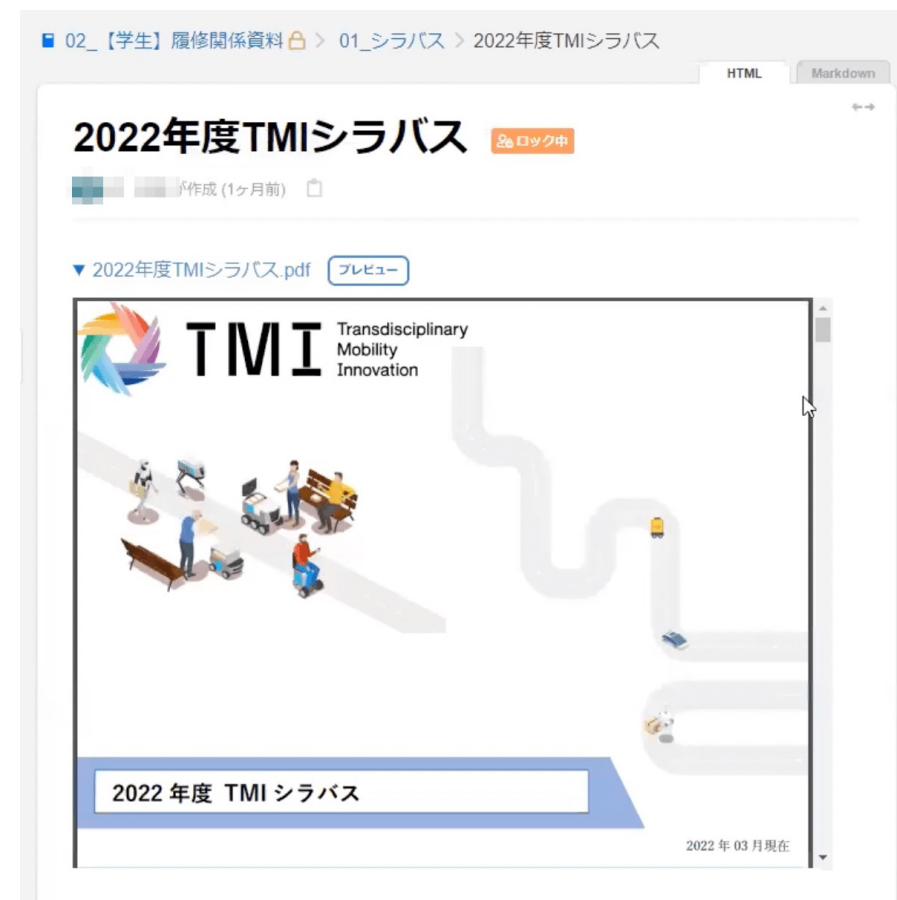 02_【学生】履修関係資料 > 01_シラバス > 2022年度TMIシラバス
HTML
Markdown
2022年度TMIシラバス
ロック中
が作成 (1ヶ月前)
▼ 2022年度TMIシラバス.pdf
プレビュー
TMI
Transdisciplinary
Mobility
Innovation
2022 年度 TMI シラバス
2022 年 03 月現在